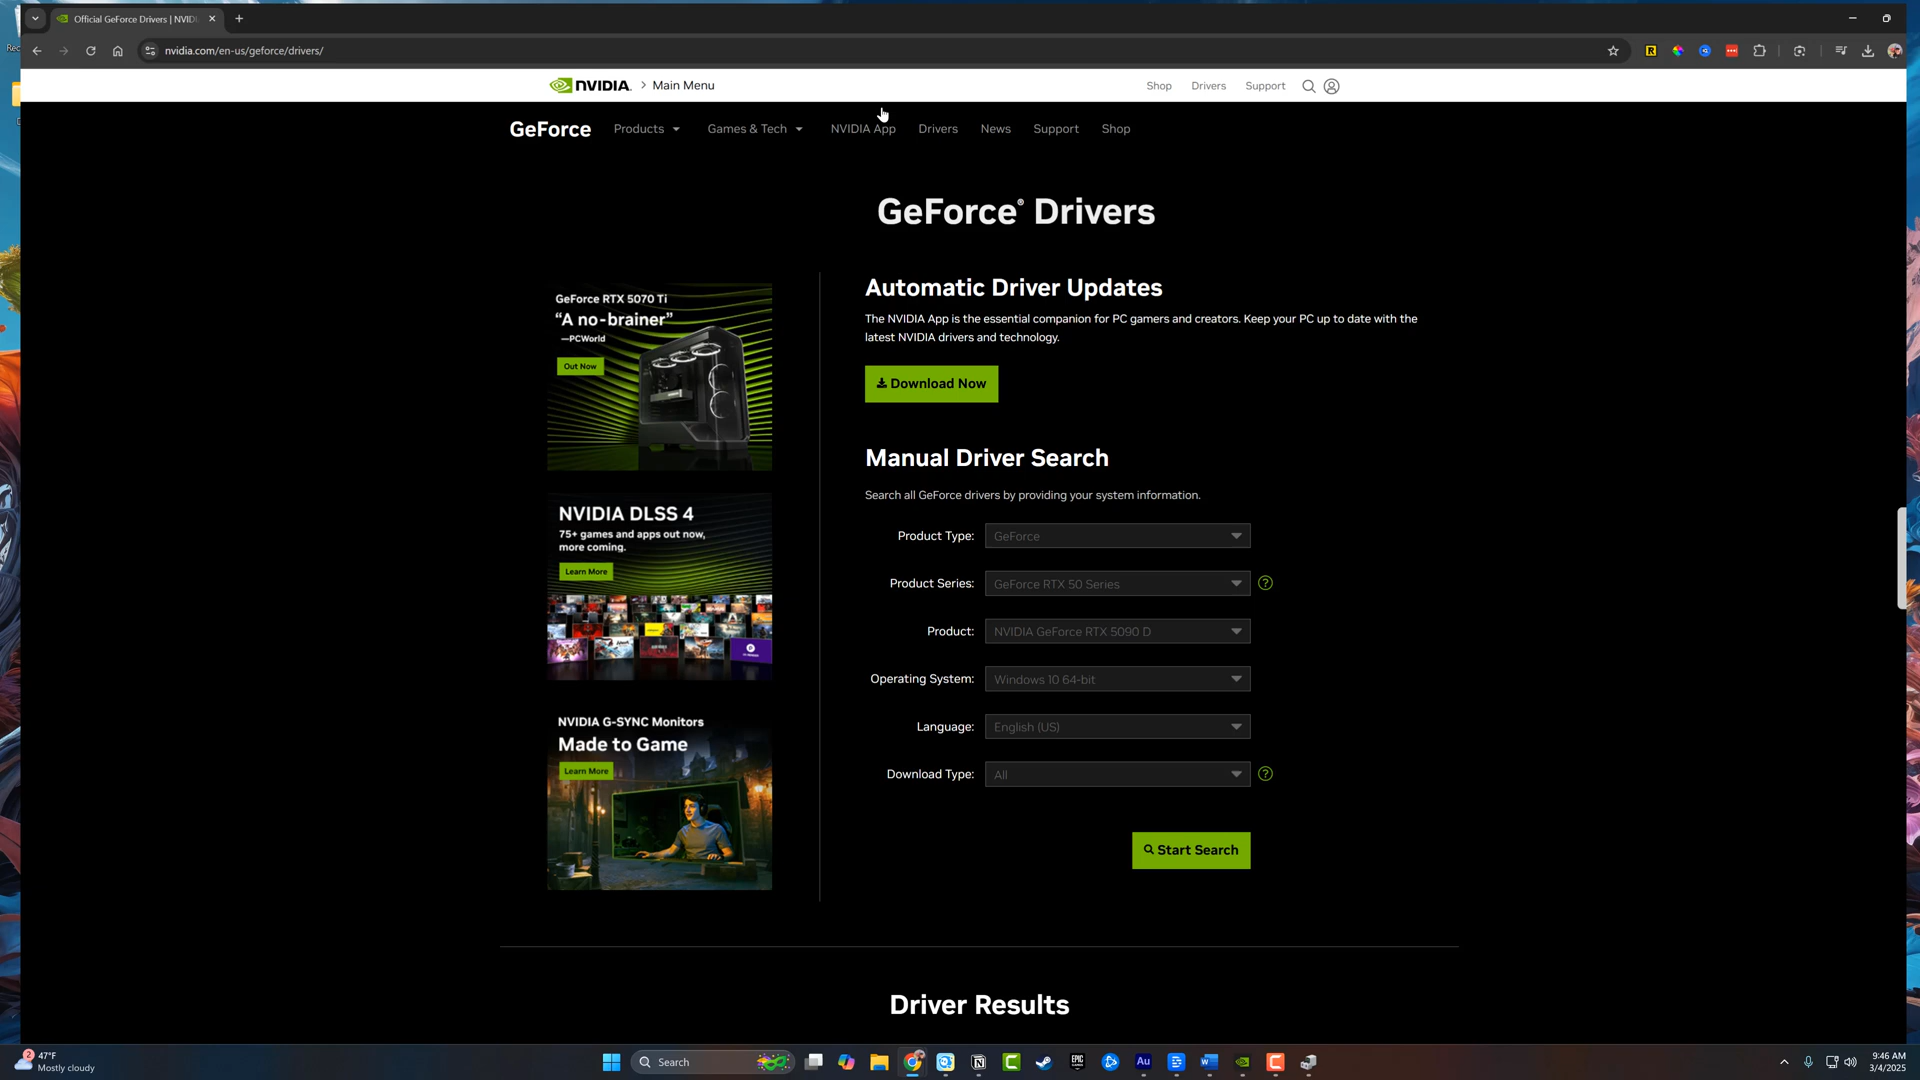 Official GeForce Drivers | NVIDI
nvidia.com/en-us/geforce/drivers/
NVIDIA. > Main Menu
Shop Drivers Support
GeForce Products Games & Tech NVIDIA App Drivers News Support Shop
GeForce® Drivers
GeForce RTX 5070 Ti
“A no-brainer”
—PCWorld
Out Now
NVIDIA DLSS 4
75+ games and apps out now,
more coming.
Learn More
NVIDIA G-SYNC Monitors
Made to Game
Learn More
Automatic Driver Updates
The NVIDIA App is the essential companion for PC gamers and creators. Keep your PC up to date with the
latest NVIDIA drivers and technology.
Download Now
Manual Driver Search
Search all GeForce drivers by providing your system information.
Product Type: GeForce
Product Series: GeForce RTX 50 Series ?
Product: NVIDIA GeForce RTX 5090 D
Operating System: Windows 10 64-bit
Language: English (US)
Download Type: All ?
Start Search
Driver Results
2
47°F
Mostly cloudy
Search
EPIC
Au
9:46 AM
3/4/2025